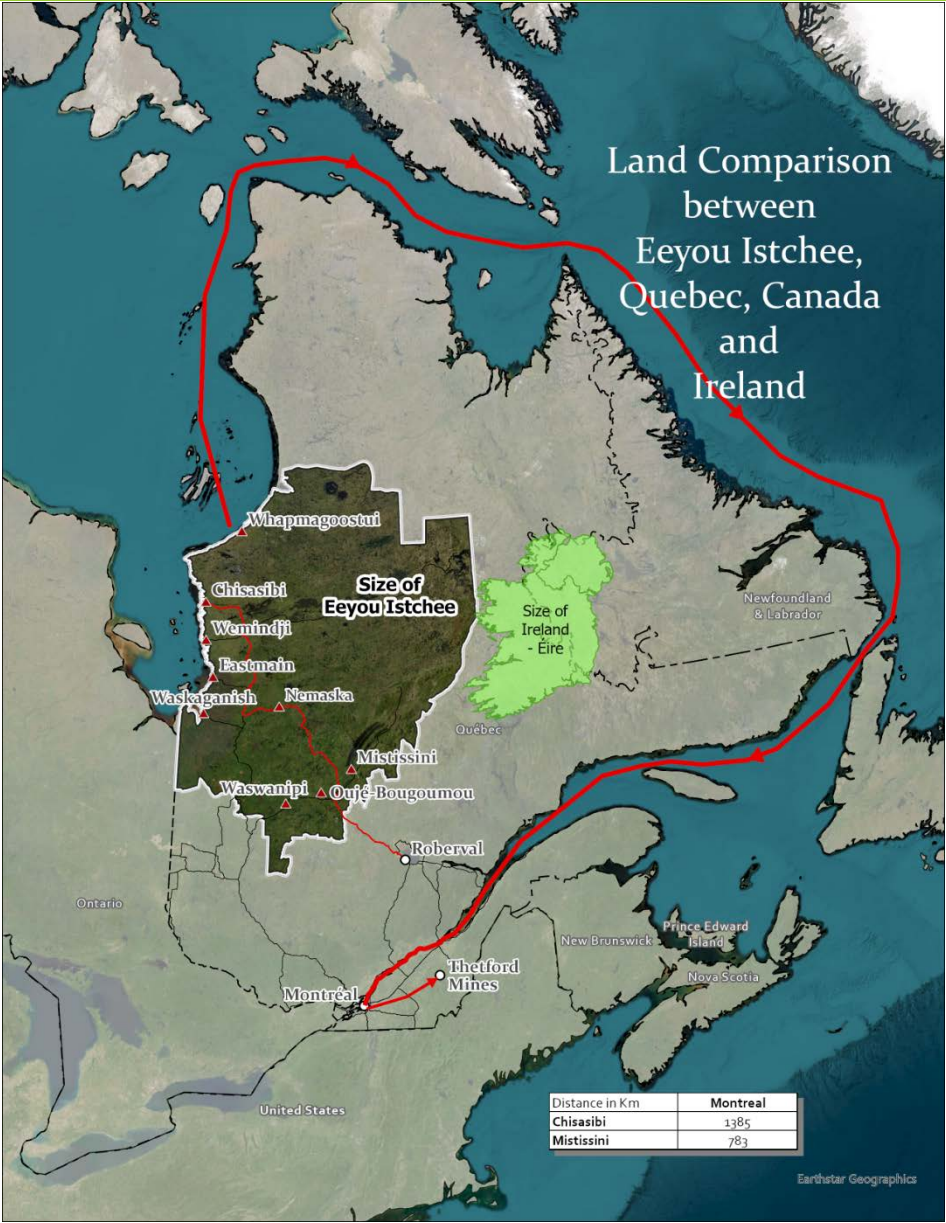 Land Comparison
between
Eeyou Istchee,
Quebec, Canada
and
Ireland
Whapmagoostui
Size of
Eeyou Istchee
Chisasibi
Wemindji
Eastmain
Waskaganish
Nemaska
Mistissini
Waswanipi
Oujé-Bougoumou
Size of
Ireland
- Éire
Newfoundland
& Labrador
Québec
Roberval
Ontario
New Brunswick
Prince Edward
Island
Nova Scotia
Thetford
Mines
Montréal
United States
Distance in Km Montreal
Chisasibi 1385
Mistissini 783
Earthstar Geographics